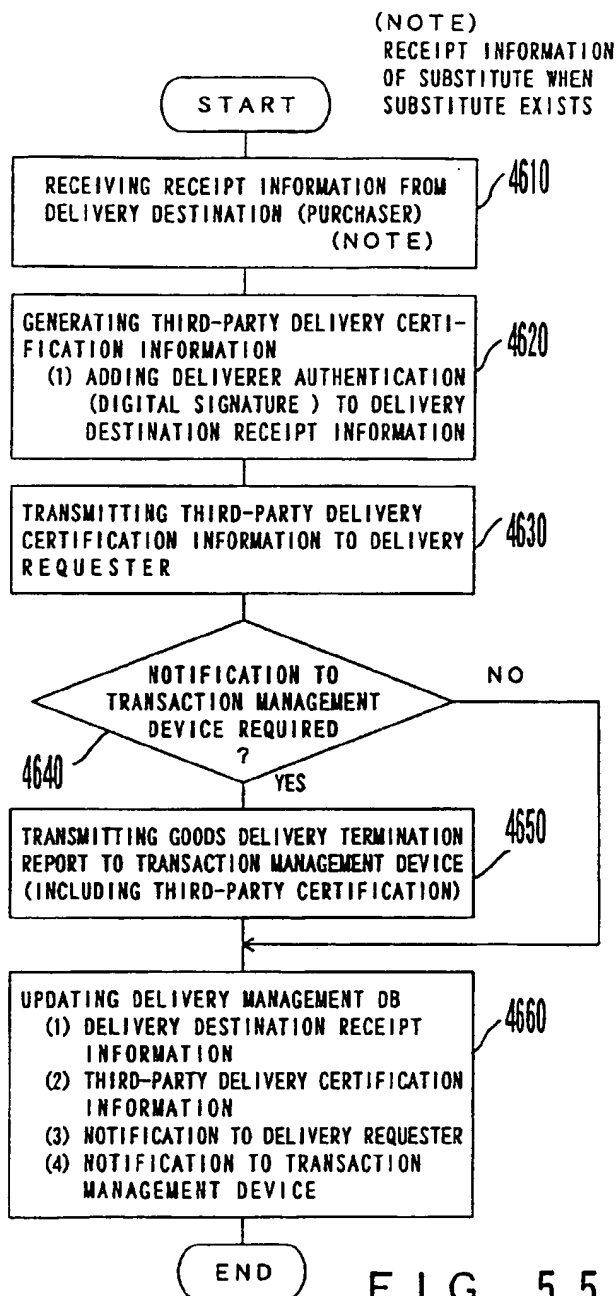 (NOTE)
RECEIPT INFORMATION
OF SUBSTITUTE WHEN
SUBSTITUTE EXISTS
START
RECEIVING RECEIPT INFORMATION FROM
DELIVERY DESTINATION (PURCHASER)
(NOTE)
4610
GENERATING THIRD-PARTY DELIVERY CERTI-
FICATION INFORMATION
(1) ADDING DELIVERER AUTHENTICATION
(DIGITAL SIGNATURE ) TO DELIVERY
DESTINATION RECEIPT INFORMATION
4620
TRANSMITTING THIRD-PARTY DELIVERY
CERTIFICATION INFORMATION TO DELIVERY
REQUESTER
4630
NOTIFICATION TO
TRANSACTION MANAGEMENT
DEVICE REQUIRED
?
NO
4640
YES
TRANSMITTING GOODS DELIVERY TERMINATION
REPORT TO TRANSACTION MANAGEMENT DEVICE
(INCLUDING THIRD-PARTY CERTIFICATION)
4650
UPDATING DELIVERY MANAGEMENT DB
(1) DELIVERY DESTINATION RECEIPT
INFORMATION
(2) THIRD-PARTY DELIVERY CERTIFICATION
INFORMATION
(3) NOTIFICATION TO DELIVERY REQUESTER
(4) NOTIFICATION TO TRANSACTION
MANAGEMENT DEVICE
4660
END
FIG. 55